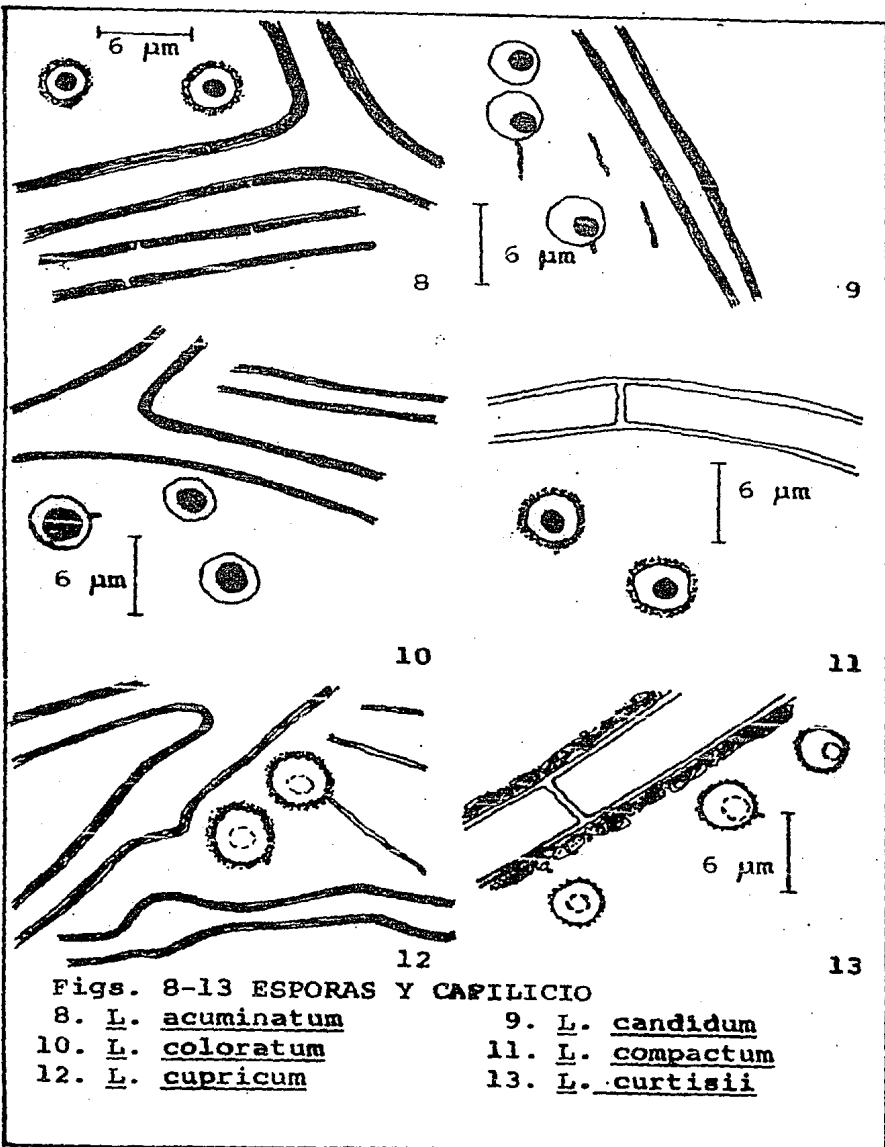 6 µm
8
6 µm
9
6 µm
10
6 µm
11
12
6 µm
13
Figs. 8-13 ESPORAS Y CAPILICIO
8. L. acuminatum 9. L. candidum
10. L. coloratum 11. L. compactum
12. L. cupricum 13. L. curtisii